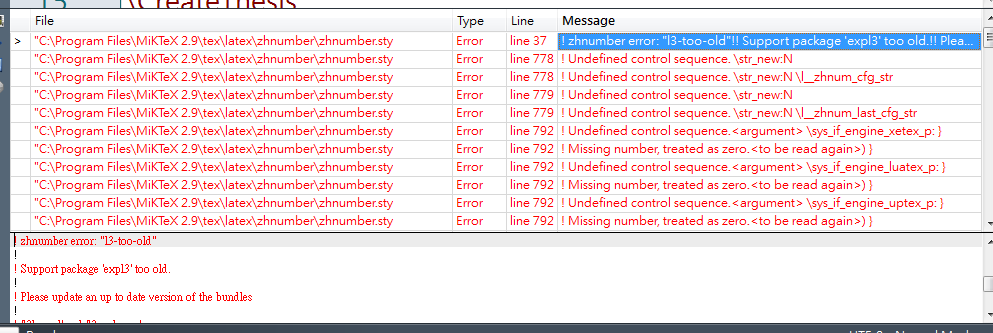 \CreateThesis
File Type Line Message
> "C:\Program Files\MiKTeX 2.9\tex\latex\zhnumber\zhnumber.sty Error line 37 ! zhnumber error: "l3-too-old"!! Support package 'expl3' too old.!! Plea...
"C:\Program Files\MiKTeX 2.9\tex\latex\zhnumber\zhnumber.sty Error line 778 ! Undefined control sequence. \str_new:N
"C:\Program Files\MiKTeX 2.9\tex\latex\zhnumber\zhnumber.sty Error line 778 ! Undefined control sequence. \str_new:N \l__zhnum_cfg_str
"C:\Program Files\MiKTeX 2.9\tex\latex\zhnumber\zhnumber.sty Error line 779 ! Undefined control sequence. \str_new:N
"C:\Program Files\MiKTeX 2.9\tex\latex\zhnumber\zhnumber.sty Error line 779 ! Undefined control sequence. \str_new:N \l__zhnum_last_cfg_str
"C:\Program Files\MiKTeX 2.9\tex\latex\zhnumber\zhnumber.sty Error line 792 ! Undefined control sequence.<argument> \sys_if_engine_xetex_p: }
"C:\Program Files\MiKTeX 2.9\tex\latex\zhnumber\zhnumber.sty Error line 792 ! Missing number, treated as zero.<to be read again>) }
"C:\Program Files\MiKTeX 2.9\tex\latex\zhnumber\zhnumber.sty Error line 792 ! Undefined control sequence.<argument> \sys_if_engine_luatex_p: }
"C:\Program Files\MiKTeX 2.9\tex\latex\zhnumber\zhnumber.sty Error line 792 ! Missing number, treated as zero.<to be read again>) }
"C:\Program Files\MiKTeX 2.9\tex\latex\zhnumber\zhnumber.sty Error line 792 ! Undefined control sequence.<argument> \sys_if_engine_uptex_p: }
"C:\Program Files\MiKTeX 2.9\tex\latex\zhnumber\zhnumber.sty Error line 792 ! Missing number, treated as zero.<to be read again>) }
! zhnumber error: "l3-too-old"
!
! Support package 'expl3' too old.
!
! Please update an up to date version of the bundles
!